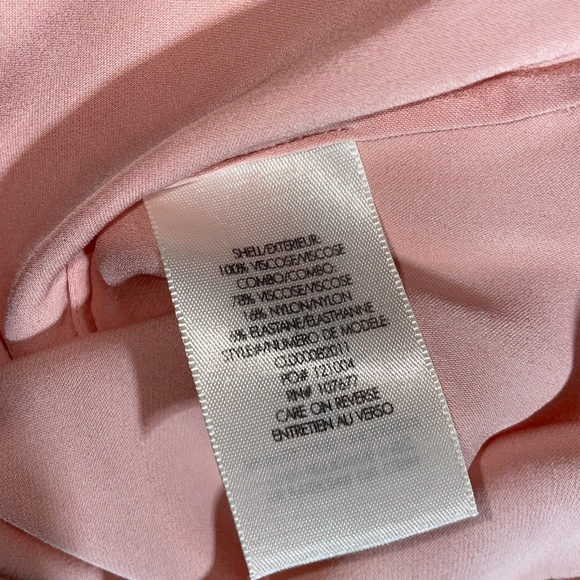 SHELL/EXTERIEUR:
100% VISCOSE/VISCOSE
COMBO/COMBO:
78% VISCOSE/VISCOSE
16% NYLON/NYLON
6% ELASTANE/ÉLASTHANNE
STYLE#/NUMÉRO DE MODÈLE:
CL000082011
PO# 121004
RN# 107677
CARE ON REVERSE
ENTRETIEN AU VERSO